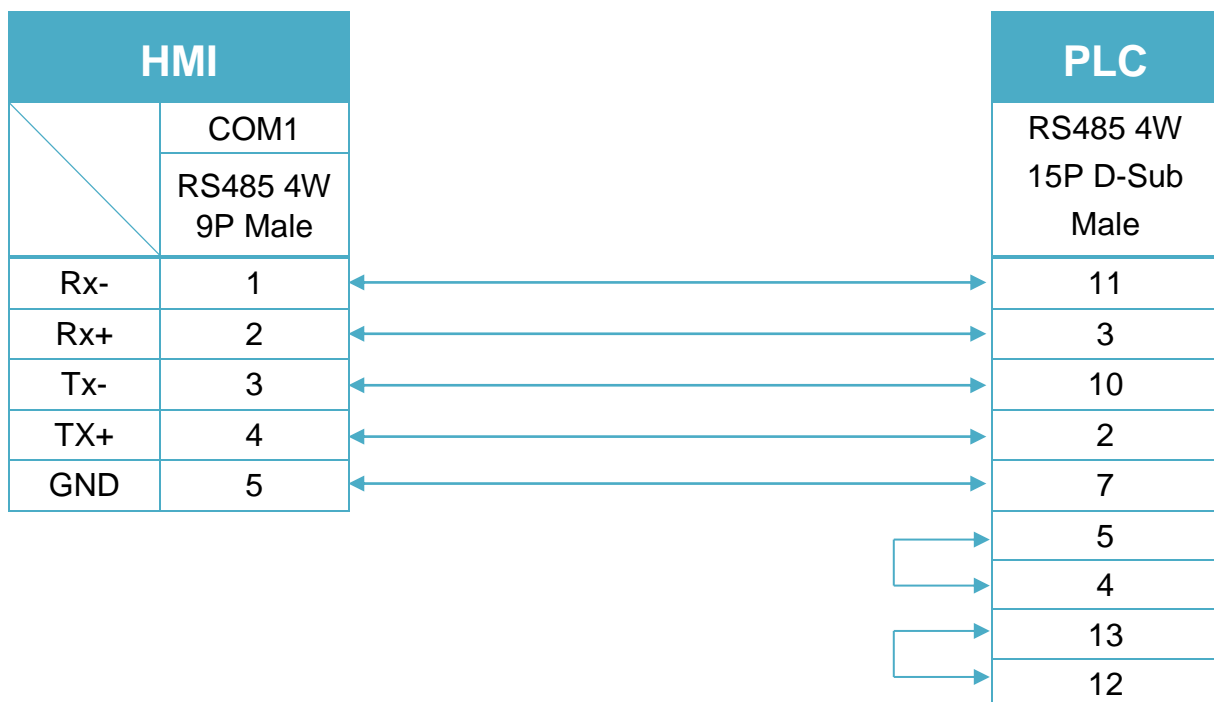 HMI
PLC
COM1
RS485 4W
9P Male
RS485 4W
15P D-Sub
Male
Rx- 1 11
Rx+ 2 3
Tx- 3 10
TX+ 4 2
GND 5 7
5
4
13
12